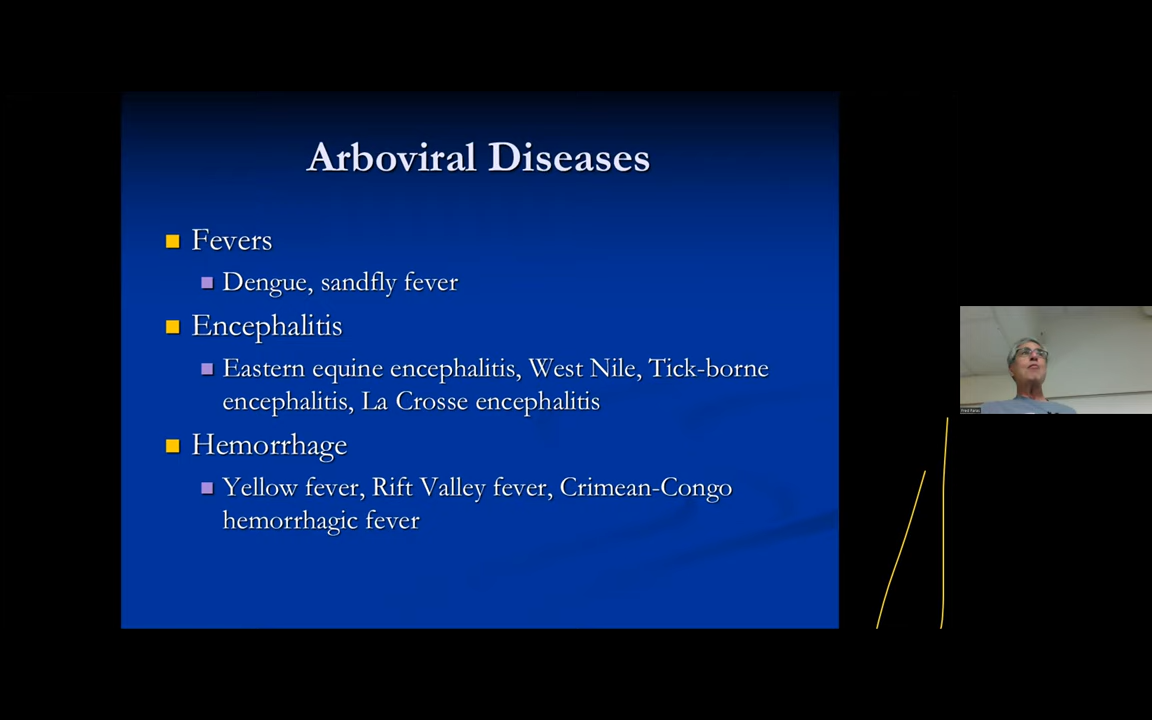 Arboviral Diseases
Fevers
Dengue, sandfly fever
Encephalitis
Eastern equine encephalitis, West Nile, Tick-borne
encephalitis, La Crosse encephalitis
Hemorrhage
Yellow fever, Rift Valley fever, Crimean-Congo
hemorrhagic fever